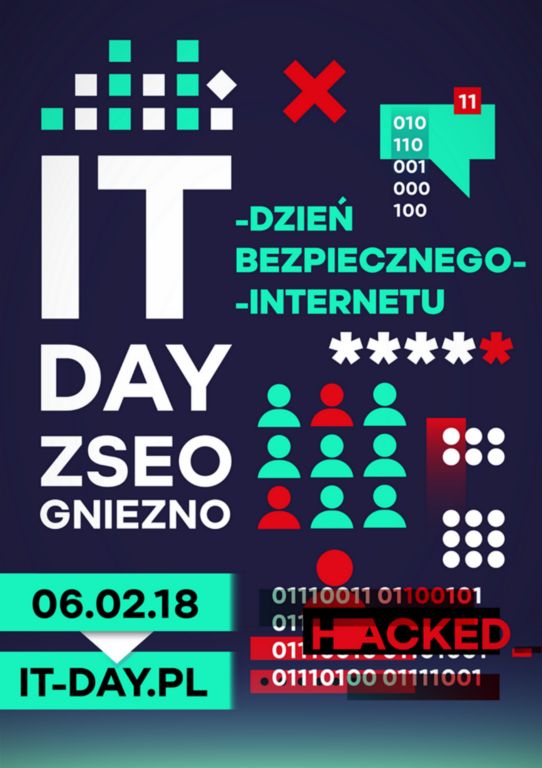 IT
DAY
ZSEO
GNIEZNO
11
010
110
001
000
100
-DZIEŃ
BEZPIECZNEGO-
-INTERNETU
*****
06.02.18
IT-DAY.PL
01110011 01100101
HACKED_
01110100 01111001